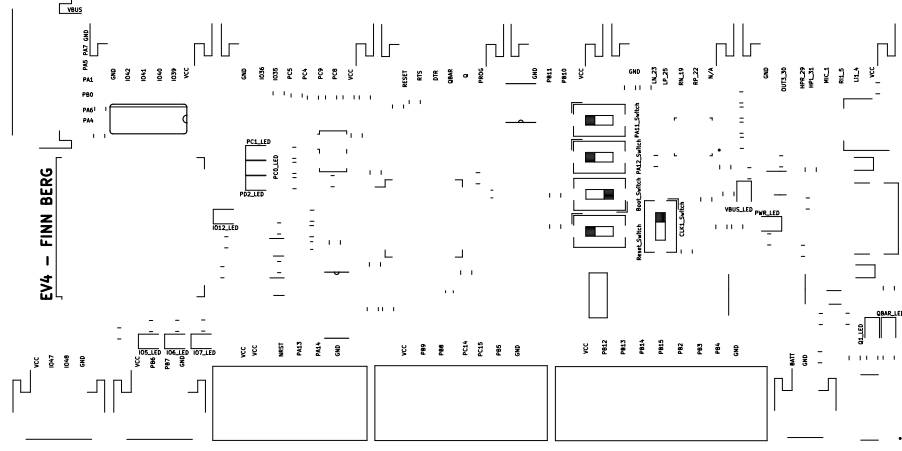 VBUS
PA7 GND
PA5
PA1
PB0
PA6
PA4
GND
IO42
IO41
IO40
IO39
VCC
GND
IO36
IO35
PC5
PC4
PC9
PC8
VCC
RESET
RTS
DTR
QBAR
Q
PROG
GND
PB11
PB10
VCC
GND
LN_23
LP_25
RN_19
RP_22
N/A
GND
OUT3_30
HPR_29
HPL_31
MIC_1
RI1_5
LI1_4
VCC
PA11_Switch
PA12_Switch
Boot_Switch
Reset_Switch
CLK1_Switch
PC1_LED
PC0_LED
PD2_LED
IO12_LED
VBUS_LED
PWR_LED
EV4 – FINN BERG
IO5_LED
IO6_LED
IO7_LED
QBAR_LED
Q1_LED
VCC
IO47
IO48
GND
VCC
PB6
PB7
GND
VCC
VCC
NRST
PA13
PA14
GND
VCC
PB9
PB8
PC14
PC15
PB5
GND
VCC
PB12
PB13
PB14
PB15
PB2
PB3
PB4
GND
BATT
GND